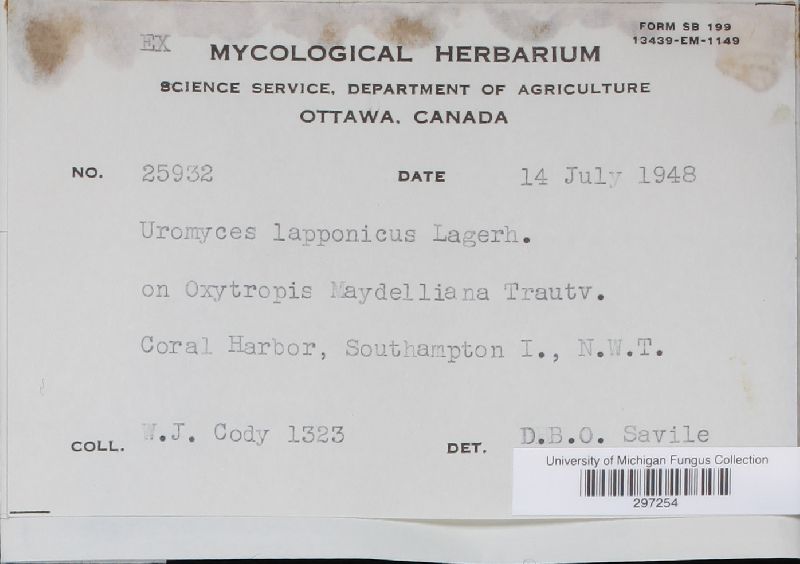 FORM SB 199
13439-EM-1149
EX MYCOLOGICAL HERBARIUM
SCIENCE SERVICE, DEPARTMENT OF AGRICULTURE
OTTAWA, CANADA
NO. 25932 DATE 14 July 1948
Uromyces lapponicus Lagerh.
on Oxytropis Maydelliana Trautv.
Coral Harbor, Southampton I., N.W.T.
COLL. W.J. Cody 1323 DET. D.B.O. Savile
University of Michigan Fungus Collection
297254